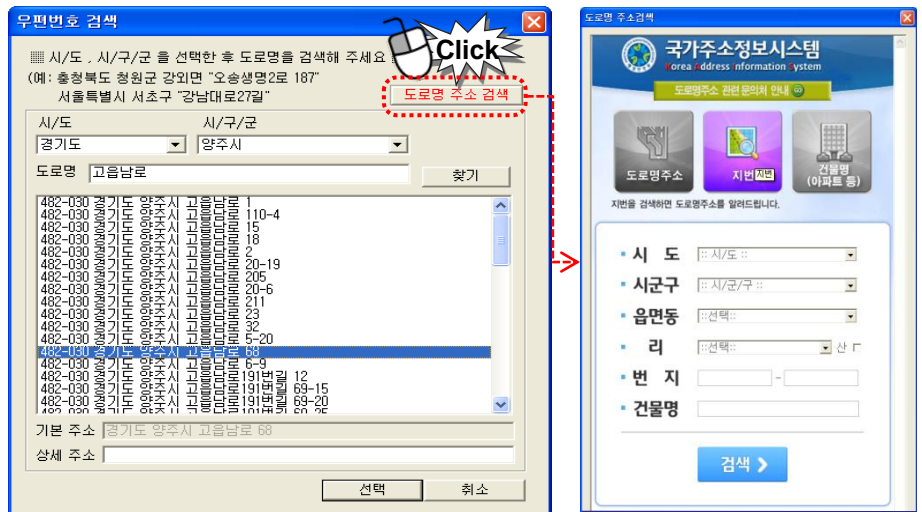 우편번호 검색
▒ 시/도 , 시/구/군 을 선택한 후 도로명을 검색해 주세요
Click
(예: 충청북도 청원군 강외면 "오송생명2로 187"
서울특별시 서초구 "강남대로27길"
도로명 주소 검색
시/도 시/구/군
경기도 양주시
도로명 고읍남로 찾기
482-030 경기도 양주시 고읍남로 1
482-030 경기도 양주시 고읍남로 110-4
482-030 경기도 양주시 고읍남로 15
482-030 경기도 양주시 고읍남로 18
482-030 경기도 양주시 고읍남로 2
482-030 경기도 양주시 고읍남로 20-19
482-030 경기도 양주시 고읍남로 205
482-030 경기도 양주시 고읍남로 20-6
482-030 경기도 양주시 고읍남로 211
482-030 경기도 양주시 고읍남로 23
482-030 경기도 양주시 고읍남로 32
482-030 경기도 양주시 고읍남로 5-20
482-030 경기도 양주시 고읍남로 68
482-030 경기도 양주시 고읍남로 6-9
482-030 경기도 양주시 고읍남로191번길 12
482-030 경기도 양주시 고읍남로191번길 69-15
482-030 경기도 양주시 고읍남로191번길 69-20
482-030 경기도 양주시 고읍남로191번길 69-25
기본 주소 경기도 양주시 고읍남로 68
상세 주소
선택 취소
도로명 주소검색
국가주소정보시스템
Korea Address Information System
도로명주소 관련 문의처 안내
도로명주소 지번 지번 건물명
(아파트 등)
지번을 검색하면 도로명주소를 알려드립니다.
시 도 :: 시/도 ::
시군구 :: 시/군/구 ::
읍면동 ::선택::
리 ::선택:: 산
번 지 -
건물명
검색